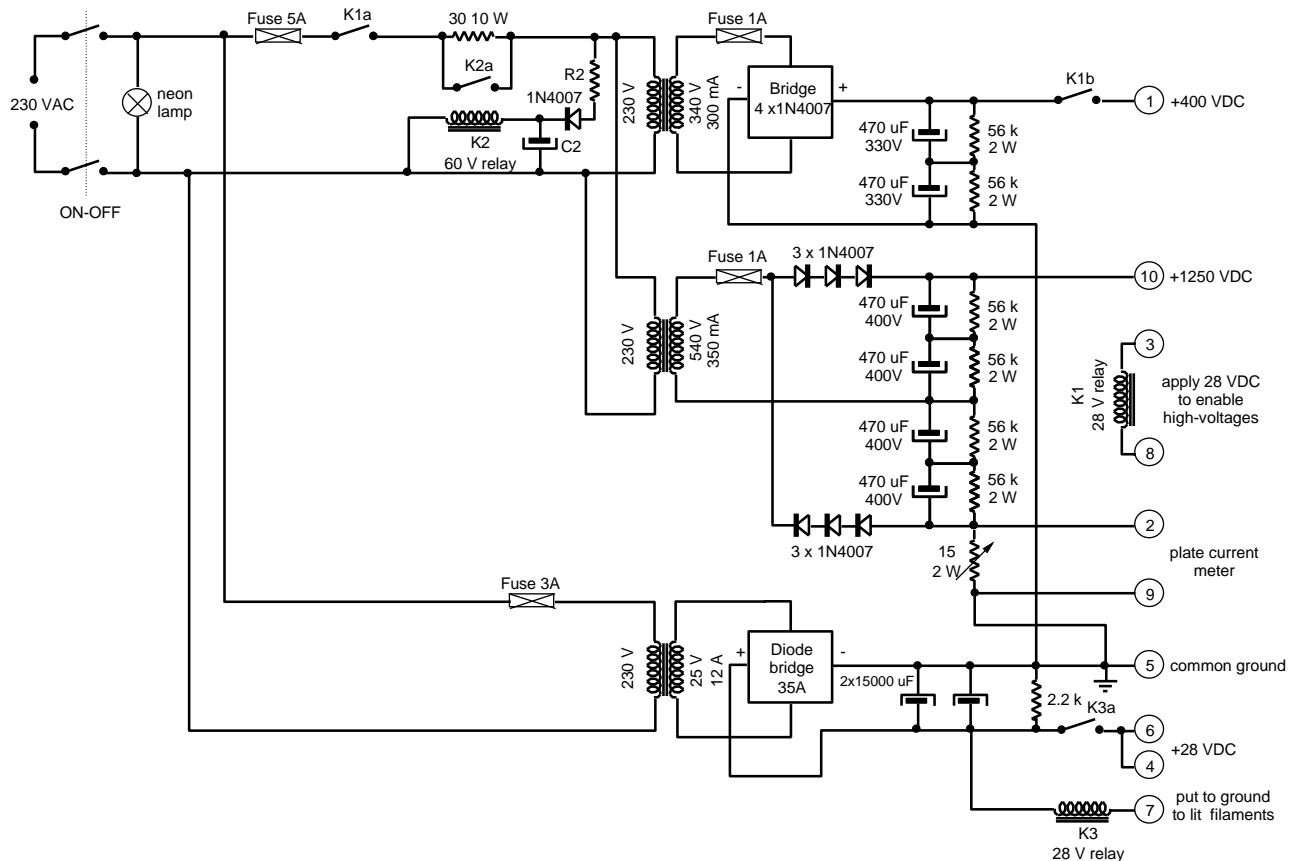 Fuse 5A
K1a
30 10 W
K2a
R2
1N4007
C2
K2
60 V relay
230 VAC
neon
lamp
ON-OFF
230 V
340 V
300 mA
Fuse 1A
Bridge
4 x1N4007
-
+
470 uF
330V
470 uF
330V
56 k
2 W
56 k
2 W
K1b
1
+400 VDC
Fuse 1A
3 x 1N4007
230 V
540 V
350 mA
470 uF
400V
470 uF
400V
470 uF
400V
470 uF
400V
56 k
2 W
56 k
2 W
56 k
2 W
56 k
2 W
3 x 1N4007
10
+1250 VDC
3
K1
28 V relay
apply 28 VDC
to enable
high-voltages
8
2
15
2 W
plate current
meter
9
Fuse 3A
230 V
25 V
12 A
+
Diode
bridge
35A
-
2x15000 uF
5
common ground
2.2 k
K3a
6
+28 VDC
4
7
put to ground
to lit filaments
K3
28 V relay